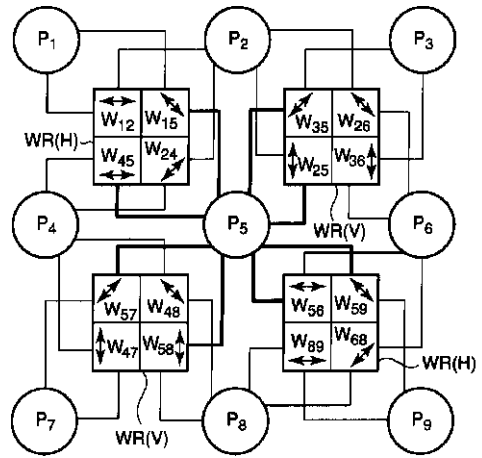 P1 P2 P3
W12 W15 W35 W26
WR(H)
W45 W24 W25 W36
WR(V)
P4 P5 P6
W57 W48 W56 W59
W47 W58 W89 W68
WR(H)
P7 WR(V) P8 P9